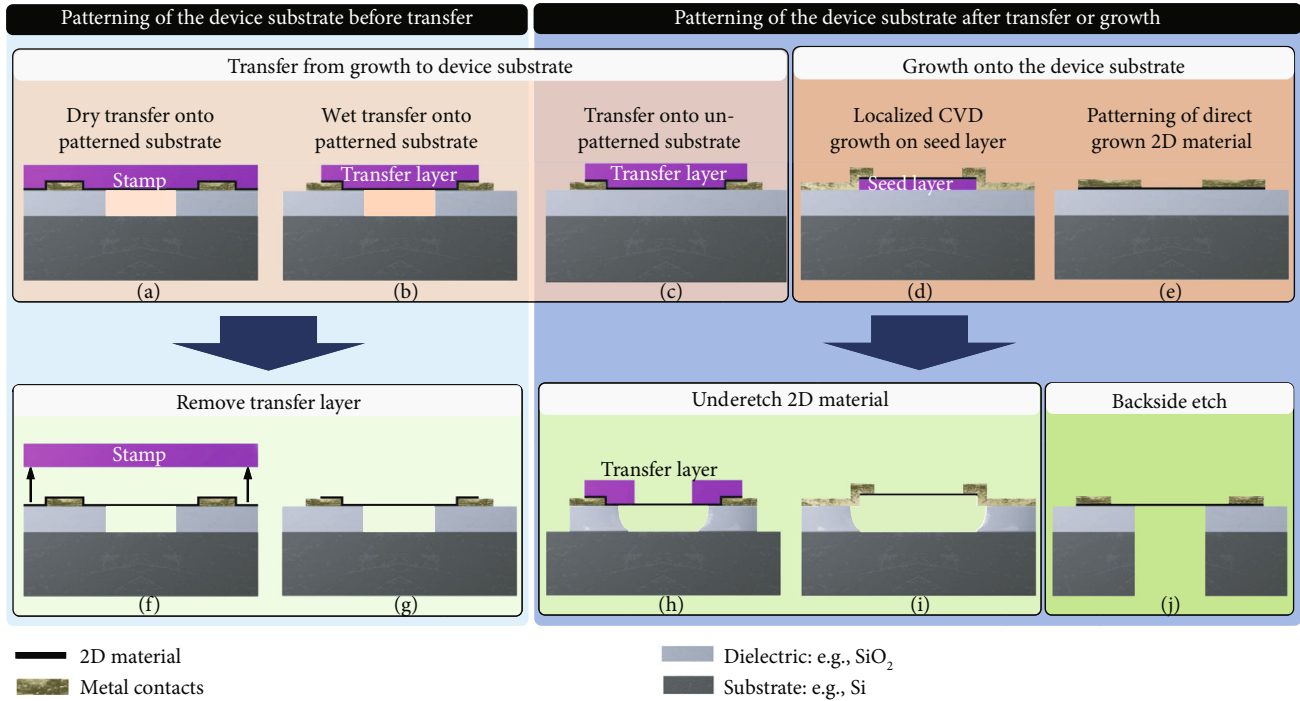 Patterning of the device substrate before transfer
Patterning of the device substrate after transfer or growth
Transfer from growth to device substrate
Growth onto the device substrate
Dry transfer onto
patterned substrate
Wet transfer onto
patterned substrate
Transfer onto un-
patterned substrate
Localized CVD
growth on seed layer
Patterning of direct
grown 2D material
Stamp
Transfer layer
Transfer layer
Seed layer
(a)
(b)
(c)
(d)
(e)
Remove transfer layer
Underetch 2D material
Backside etch
Stamp
Transfer layer
(f)
(g)
(h)
(i)
(j)
2D material
Metal contacts
Dielectric: e.g., SiO₂
Substrate: e.g., Si